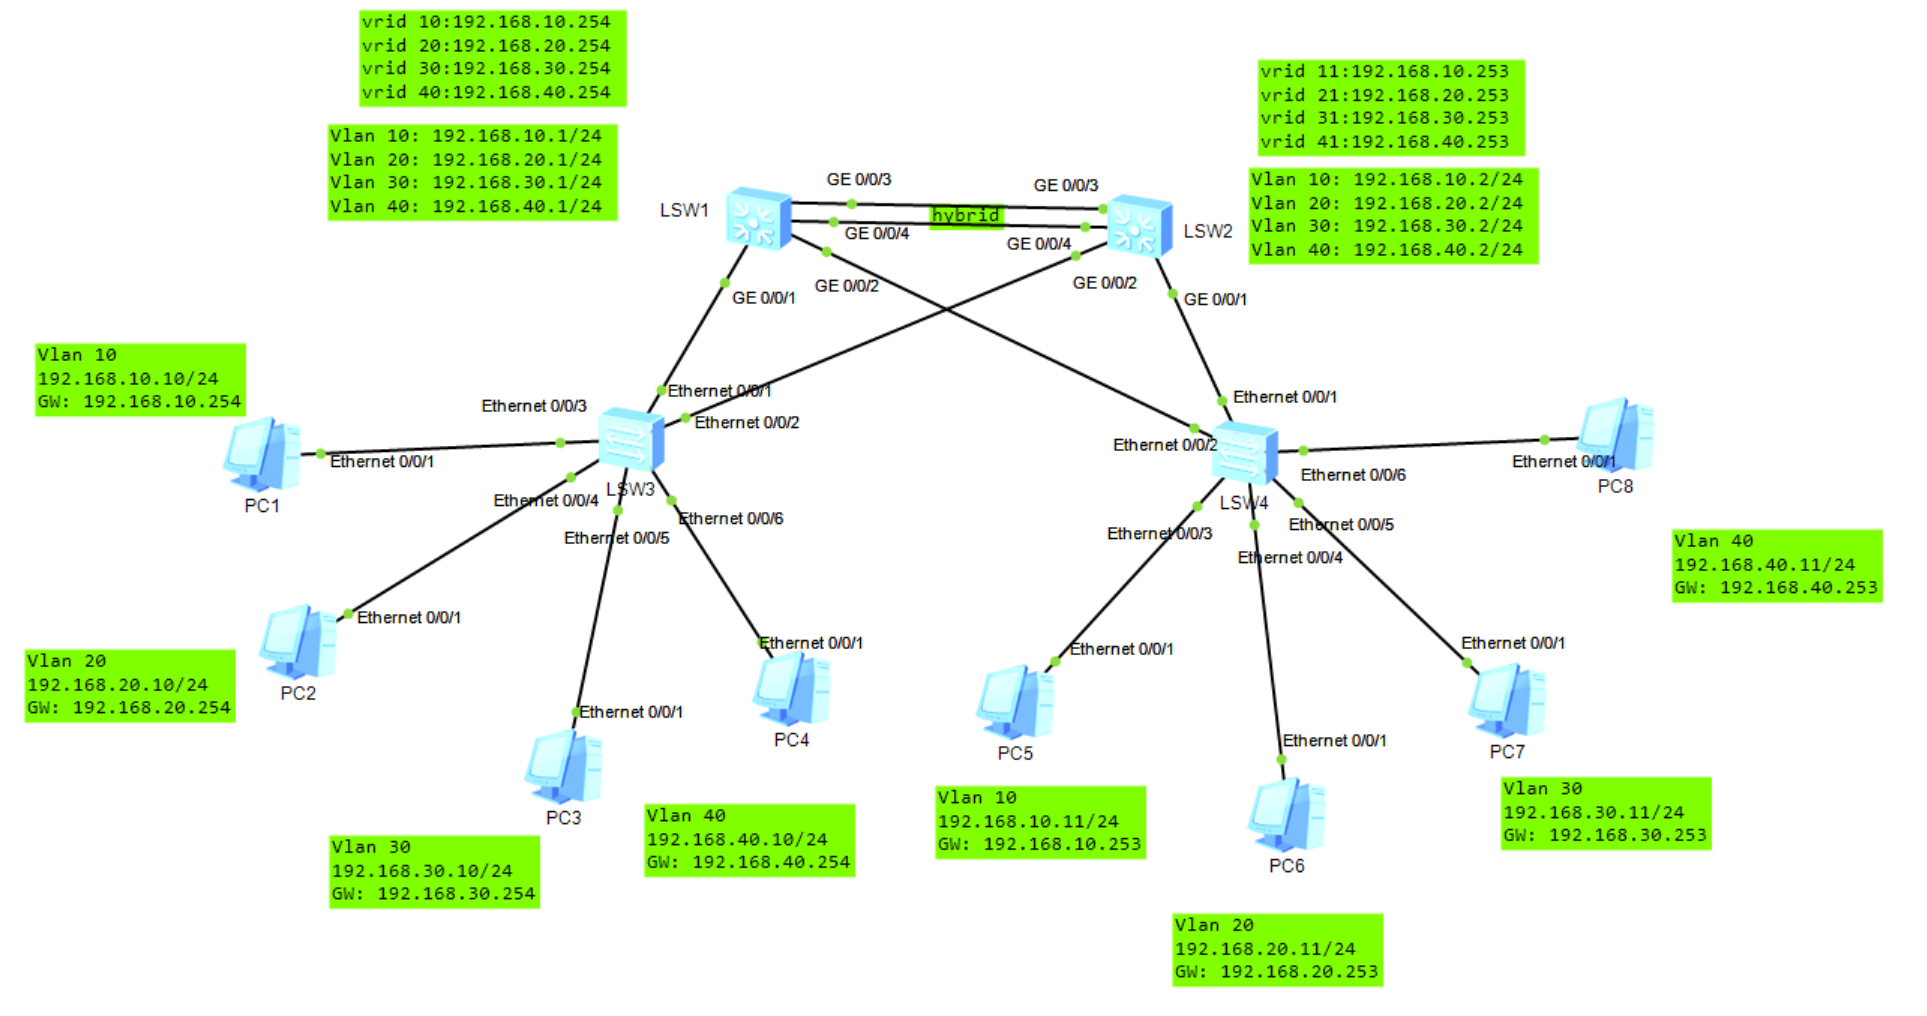 vrid 10:192.168.10.254
vrid 20:192.168.20.254
vrid 30:192.168.30.254
vrid 40:192.168.40.254
vrid 11:192.168.10.253
vrid 21:192.168.20.253
vrid 31:192.168.30.253
vrid 41:192.168.40.253
Vlan 10: 192.168.10.1/24
Vlan 20: 192.168.20.1/24
Vlan 30: 192.168.30.1/24
Vlan 40: 192.168.40.1/24
Vlan 10: 192.168.10.2/24
Vlan 20: 192.168.20.2/24
Vlan 30: 192.168.30.2/24
Vlan 40: 192.168.40.2/24
GE 0/0/3
GE 0/0/3
LSW1
hybrid
GE 0/0/4
GE 0/0/4
LSW2
GE 0/0/2
GE 0/0/2
GE 0/0/1
GE 0/0/1
Vlan 10
192.168.10.10/24
GW: 192.168.10.254
Ethernet 0/0/1
Ethernet 0/0/3
Ethernet 0/0/2
Ethernet 0/0/1
Ethernet 0/0/2
Ethernet 0/0/1
Ethernet 0/0/1
Ethernet 0/0/6
PC1
LSW3
Ethernet 0/0/4
Ethernet 0/0/6
Ethernet 0/0/5
PC8
LSW4
Ethernet 0/0/5
Ethernet 0/0/3
Ethernet 0/0/4
Vlan 40
192.168.40.11/24
GW: 192.168.40.253
Ethernet 0/0/1
Ethernet 0/0/1
Ethernet 0/0/1
Ethernet 0/0/1
Vlan 20
192.168.20.10/24
GW: 192.168.20.254
PC2
Ethernet 0/0/1
Ethernet 0/0/1
PC4
PC5
PC7
PC3
Vlan 30
192.168.30.11/24
GW: 192.168.30.253
Vlan 10
192.168.10.11/24
GW: 192.168.10.253
Vlan 40
192.168.40.10/24
GW: 192.168.40.254
Vlan 30
192.168.30.10/24
GW: 192.168.30.254
PC6
Vlan 20
192.168.20.11/24
GW: 192.168.20.253